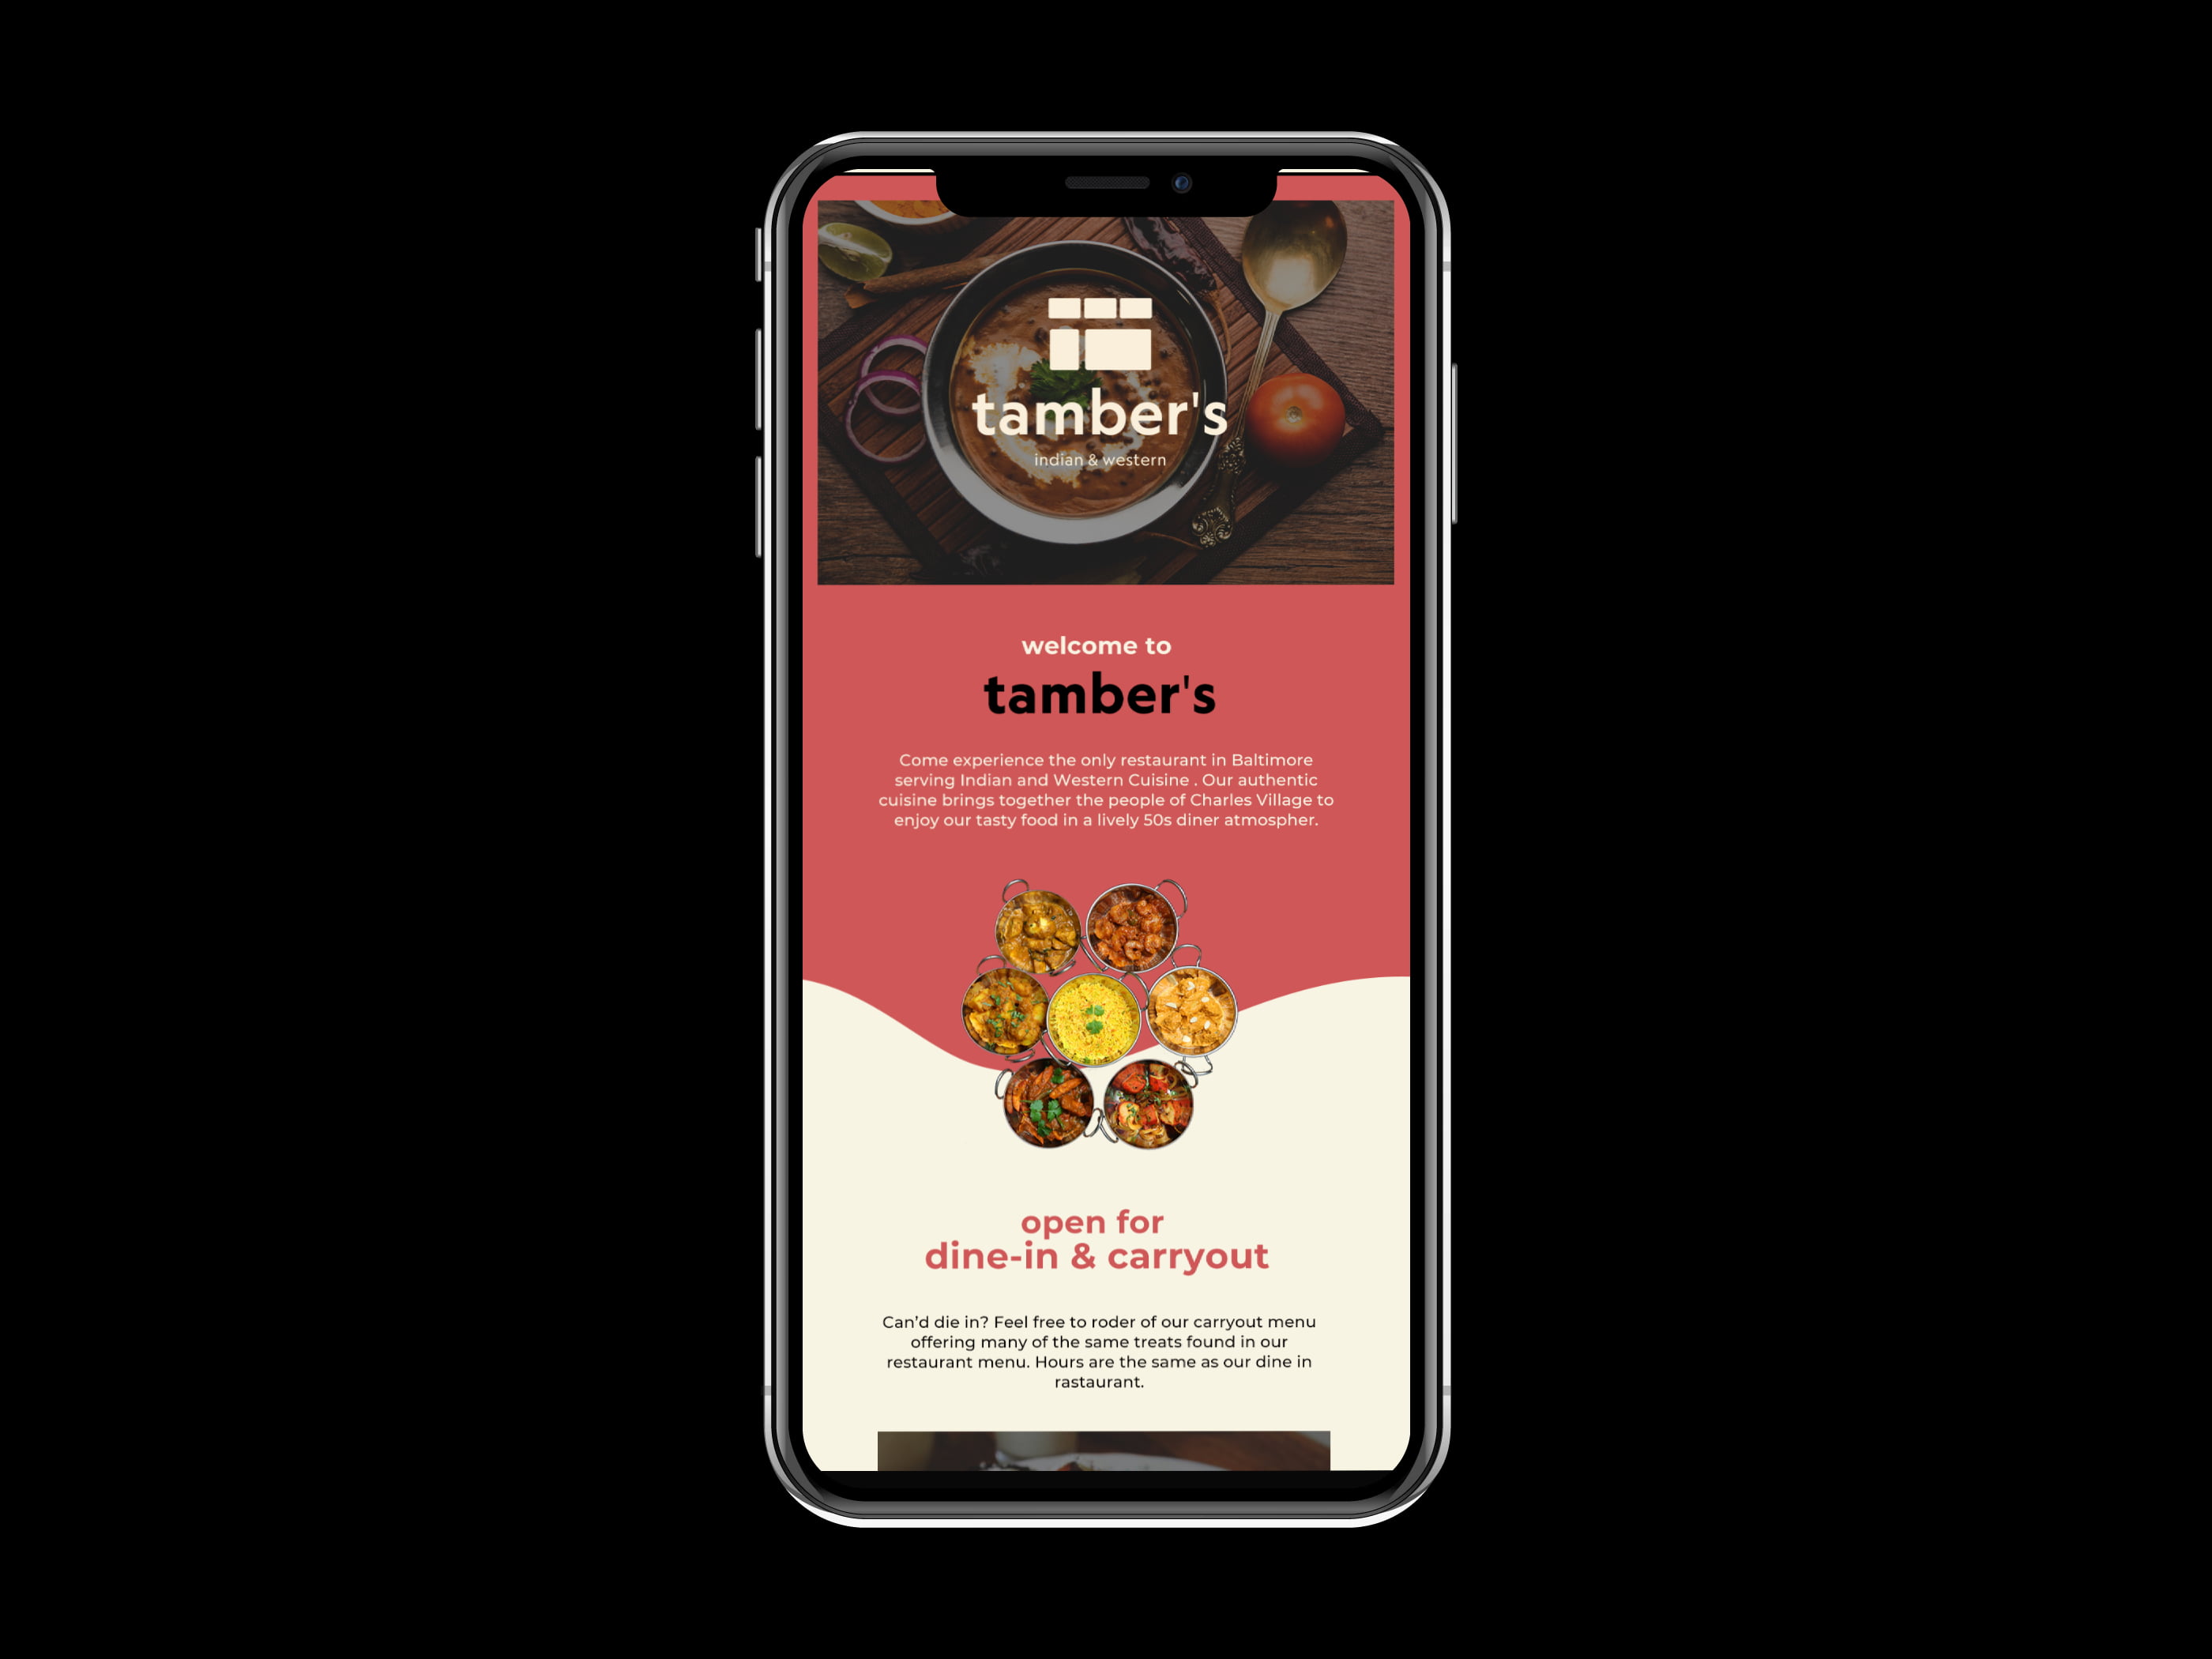 tamber's
indian & western
welcome to
tamber's
Come experience the only restaurant in Baltimore
serving Indian and Western Cuisine . Our authentic
cuisine brings together the people of Charles Village to
enjoy our tasty food in a lively 50s diner atmospher.
open for
dine-in & carryout
Can’d die in? Feel free to roder of our carryout menu
offering many of the same treats found in our
restaurant menu. Hours are the same as our dine in
rastaurant.